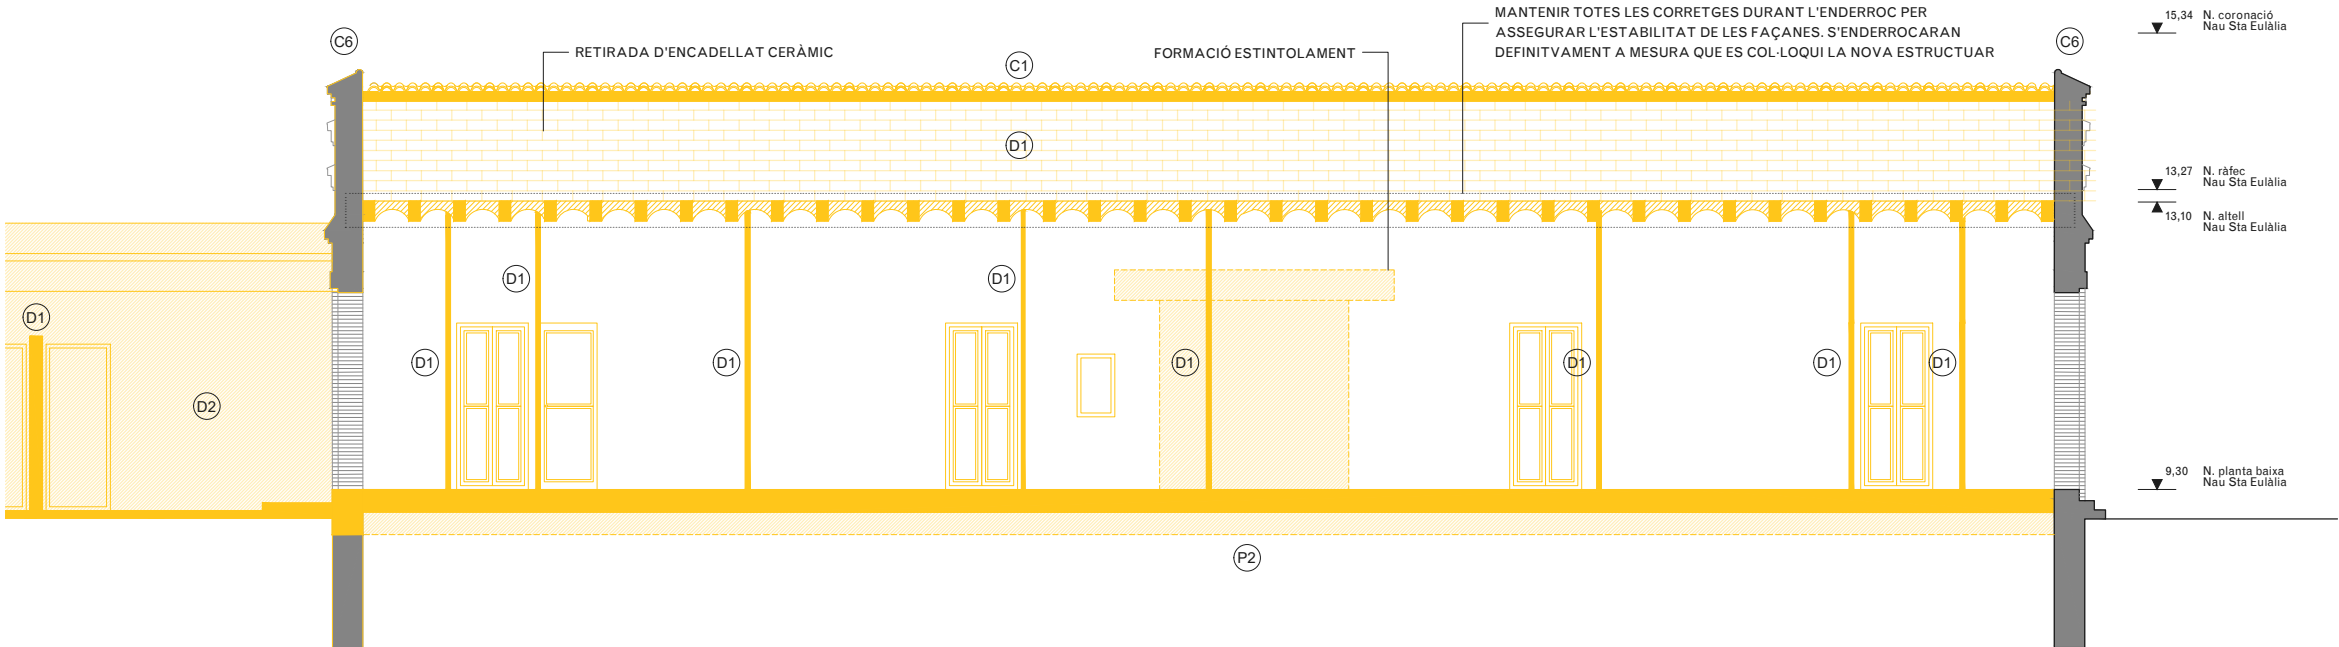 MANTENIR TOTES LES CORRETGES DURANT L'ENDERROC PER
ASSEGURAR L'ESTABILITAT DE LES FAÇANES. S'ENDERROCARAN
DEFINITVAMENT A MESURA QUE ES COL·LOQUI LA NOVA ESTRUCTUAR
RETIRADA D'ENCADELLAT CERÀMIC
FORMACIÓ ESTINTOLAMENT
15,34 N. coronació
Nau Sta Eulàlia
C6
C6
C1
D1
13,27 N. ràfec
Nau Sta Eulàlia
13,10 N. altell
Nau Sta Eulàlia
D1
D1
D1
D1
D1
D1
D1
D1
D1
D2
9,30 N. planta baixa
Nau Sta Eulàlia
P2